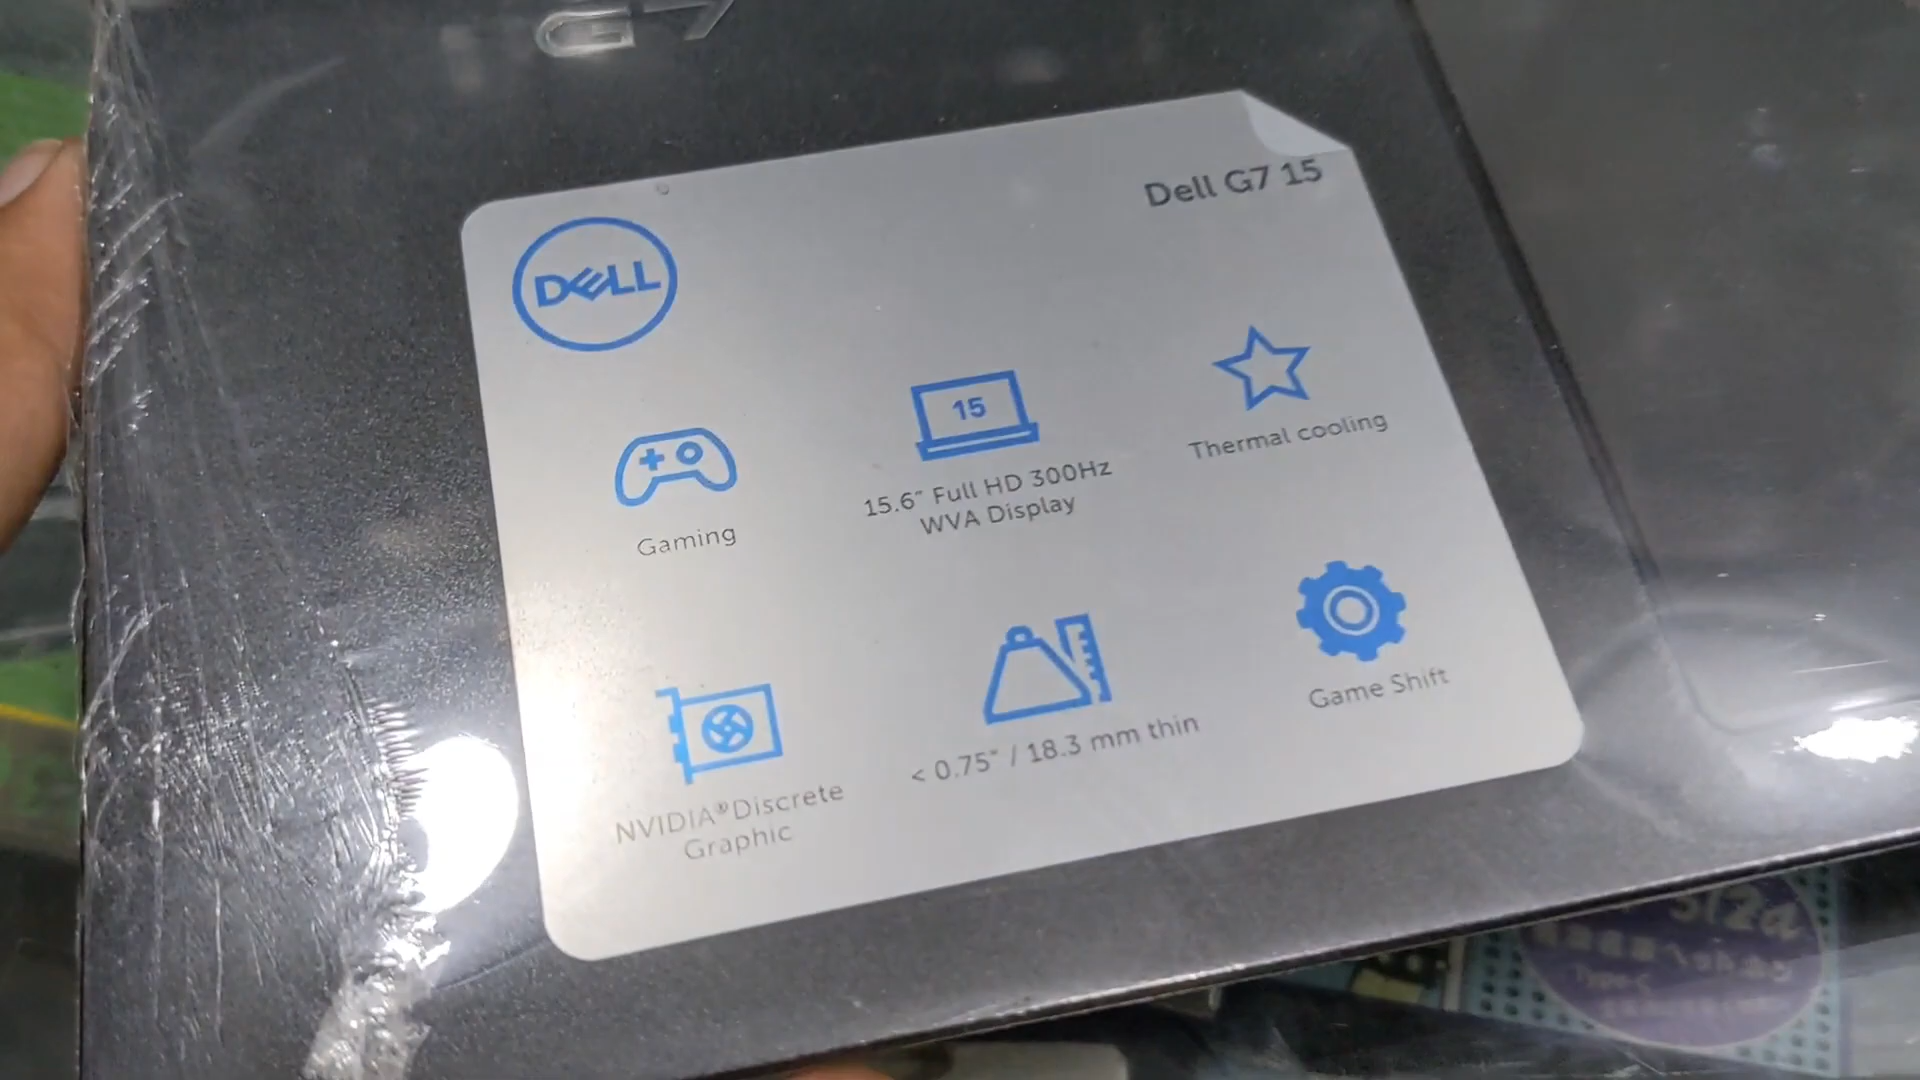 G7
Dell G7 15
DELL
15
Gaming
15.6" Full HD 300Hz
WVA Display
Thermal cooling
NVIDIA®Discrete
Graphic
< 0.75" / 18.3 mm thin
Game Shift